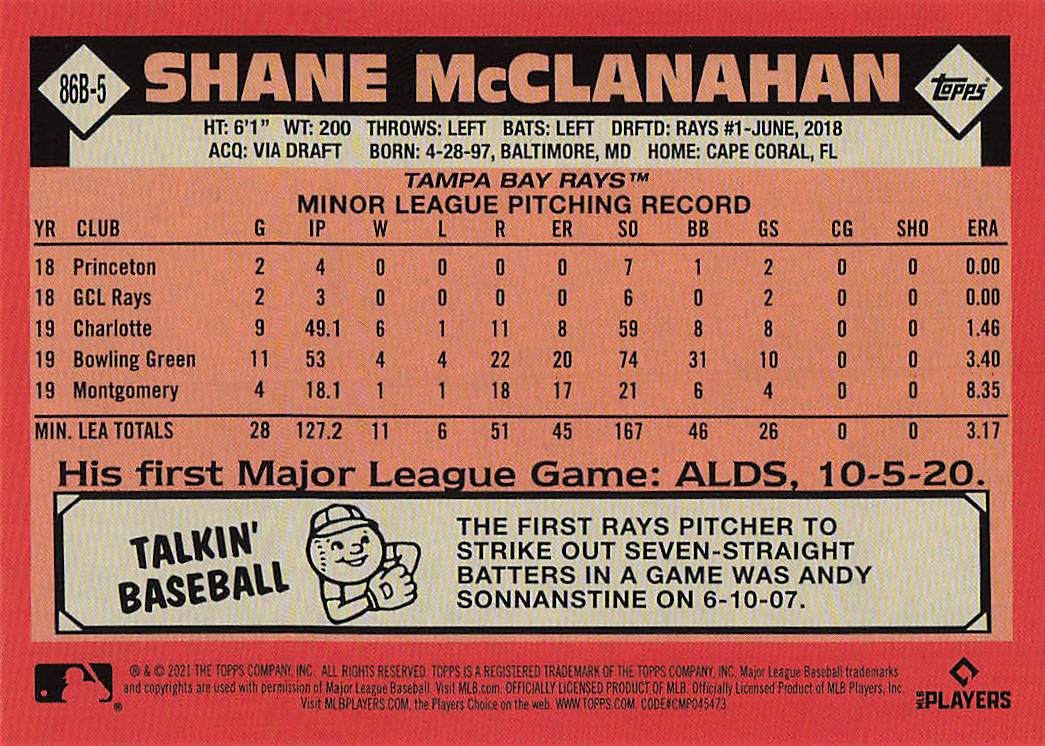 86B-5 SHANE McCLANAHAN Topps®
HT: 6'1" WT: 200 THROWS: LEFT BATS: LEFT DRFTD: RAYS #1-JUNE, 2018
ACQ: VIA DRAFT BORN: 4-28-97, BALTIMORE, MD HOME: CAPE CORAL, FL
TAMPA BAY RAYS™
MINOR LEAGUE PITCHING RECORD
YR CLUB G IP W L R ER SO BB GS CG SHO ERA
18 Princeton 2 4 0 0 0 0 7 1 2 0 0 0.00
18 GCL Rays 2 3 0 0 0 0 6 0 2 0 0 0.00
19 Charlotte 9 49.1 6 1 11 8 59 8 8 0 0 1.46
19 Bowling Green 11 53 4 4 22 20 74 31 10 0 0 3.40
19 Montgomery 4 18.1 1 1 18 17 21 6 4 0 0 8.35
MIN. LEA TOTALS 28 127.2 11 6 51 45 167 46 26 0 0 3.17
His first Major League Game: ALDS, 10-5-20.
TALKIN'
BASEBALL
D
THE FIRST RAYS PITCHER TO
STRIKE OUT SEVEN-STRAIGHT
BATTERS IN A GAME WAS ANDY
SONNANSTINE ON 6-10-07.
® & © 2021 THE TOPPS COMPANY, INC. ALL RIGHTS RESERVED. TOPPS IS A REGISTERED TRADEMARK OF THE TOPPS COMPANY, INC. Major League Baseball trademarks
and copyrights are used with permission of Major League Baseball. Visit MLB.com. OFFICIALLY LICENSED PRODUCT OF MLB. Officially Licensed Product of MLB Players, Inc.
Visit MLBPLAYERS.COM, the Players Choice on the web. WWW.TOPPS.COM. CODE#CMP045473
®
MLB PLAYERS